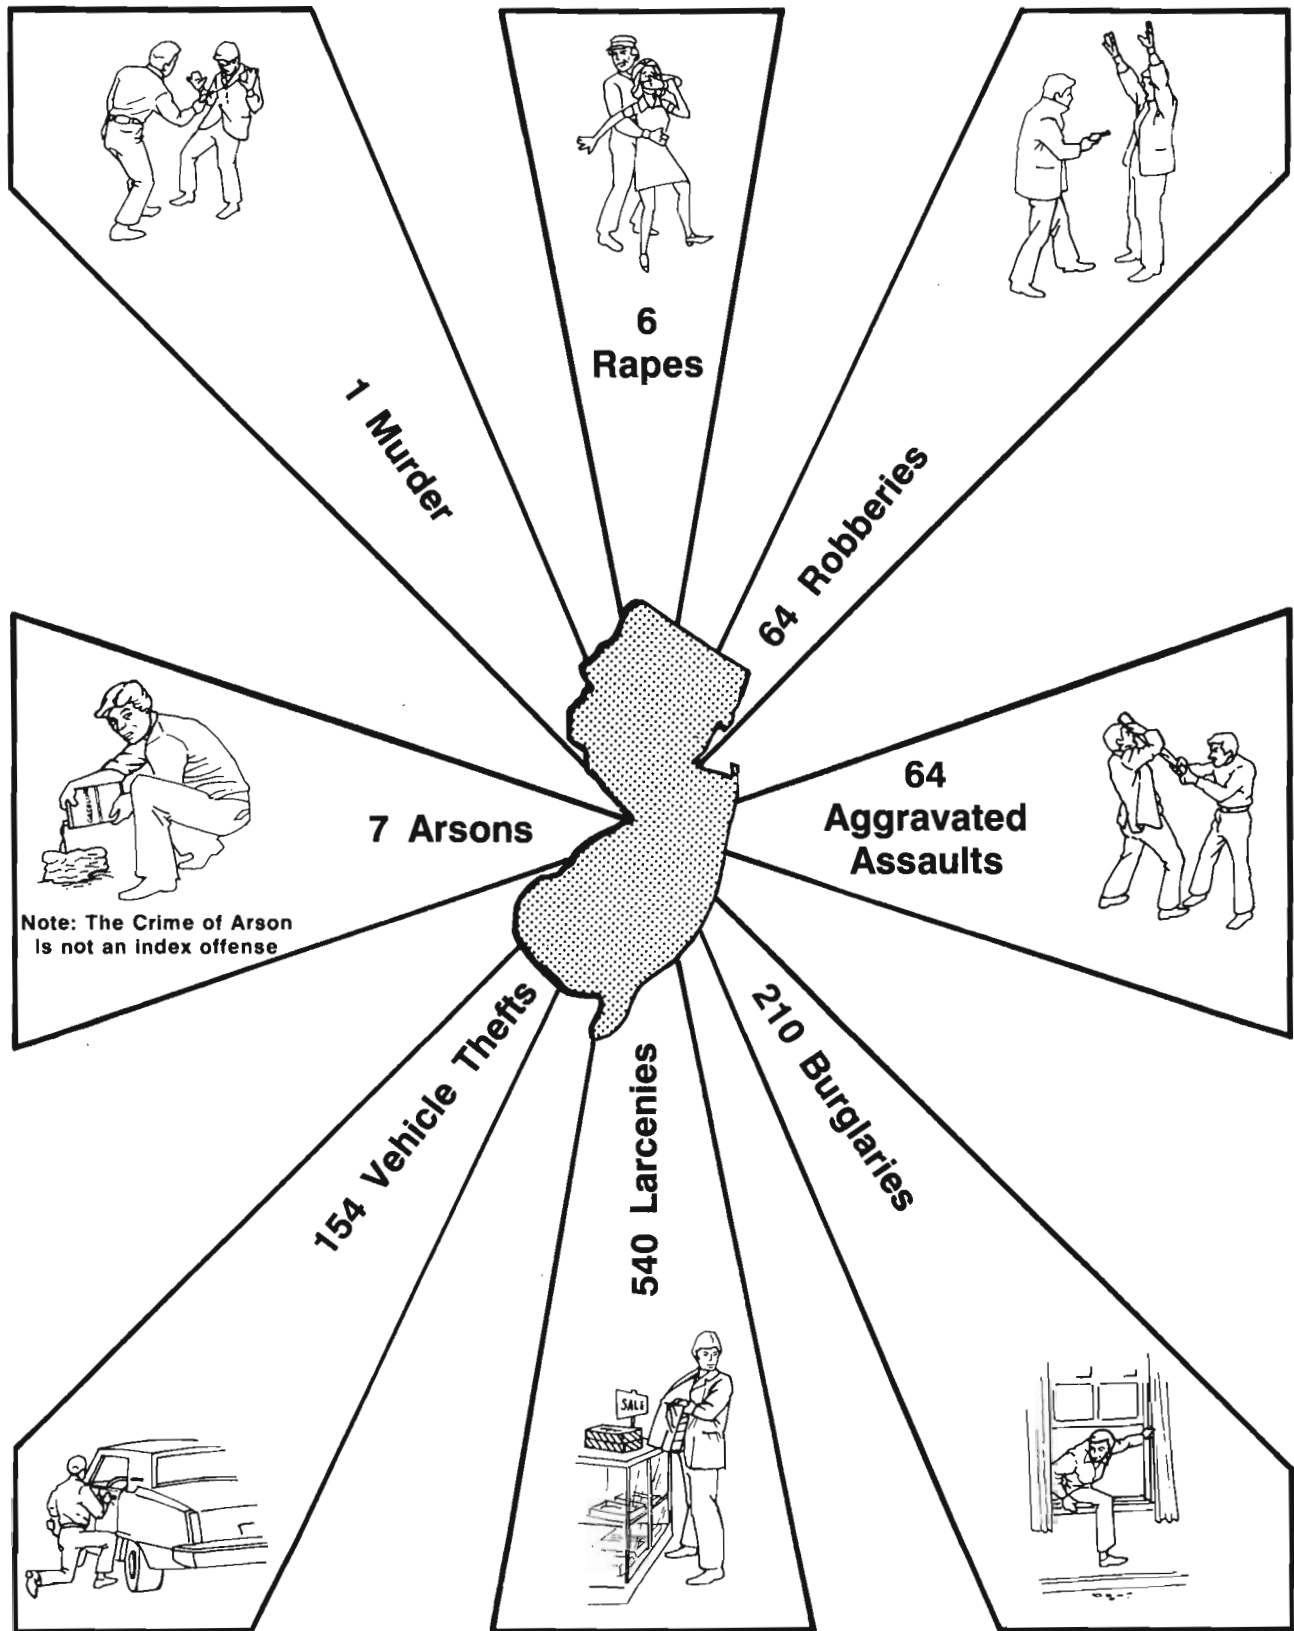 6
Rapes
1 Murder
64 Robberies
64
Aggravated
Assaults
7 Arsons
Note: The Crime of Arson
Is not an index offense
210 Burglaries
154 Vehicle Thefts
540 Larcenies
SALE